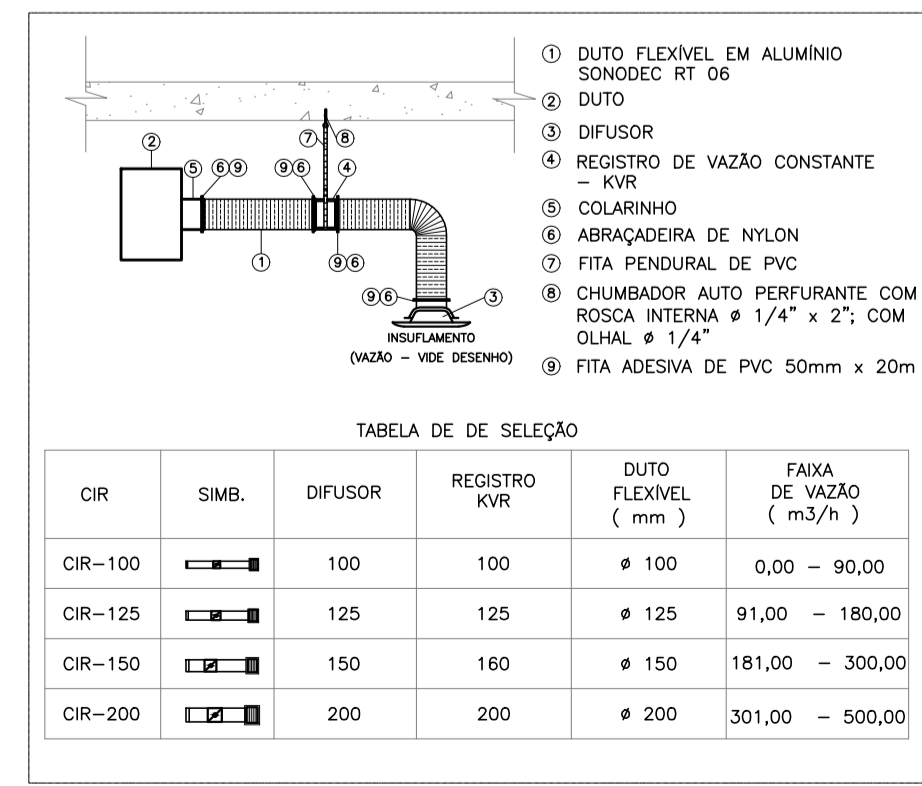 ① DUTO FLEXÍVEL EM ALUMÍNIO
SONODEC RT 06
② DUTO
③ DIFUSOR
④ REGISTRO DE VAZÃO CONSTANTE
– KVR
⑤ COLARINHO
⑥ ABRAÇADEIRA DE NYLON
⑦ FITA PENDURAL DE PVC
⑧ CHUMBADOR AUTO PERFURANTE COM
ROSCA INTERNA ø 1/4” x 2”; COM
OLHAL ø 1/4”
⑨ FITA ADESIVA DE PVC 50mm x 20m
② ⑦ ⑧
⑤ ⑥ ⑨ ⑨⑥ ④
① ⑨⑥
⑨⑥ ③
INSUFLAMENTO
(VAZÃO – VIDE DESENHO)
TABELA DE DE SELEÇÃO
CIR SIMB. DIFUSOR REGISTRO KVR DUTO FLEXÍVEL ( mm ) FAIXA DE VAZÃO ( m3/h )
CIR–100 100 100 ø 100 0,00 – 90,00
CIR–125 125 125 ø 125 91,00 – 180,00
CIR–150 150 160 ø 150 181,00 – 300,00
CIR–200 200 200 ø 200 301,00 – 500,00